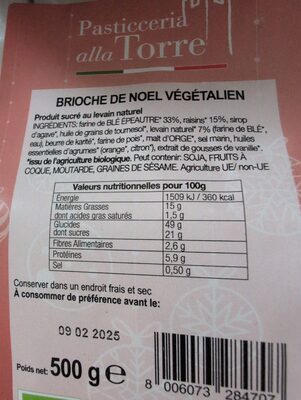 Pasticceria
alla Torre
BRIOCHE DE NOEL VÉGÉTALIEN
Produit sucré au levain naturel
INGRÉDIENTS: farine de BLÉ ÉPEAUTRE* 33%, raisins* 15%, sirop
d'agave*, huile de grains de tournesol*, levain naturel* 7% (farine de BLÉ*,
eau), beurre de karité*, farine de pois*, malt d'ORGE*, sel marin, huiles
essentielles d'agrumes* (orange*, citron*), extrait de gousses de vanille*.
*issu de l'agriculture biologique. Peut contenir: SOJA, FRUITS À
COQUE, MOUTARDE, GRAINES DE SÉSAME. Agriculture UE/ non-UE
Valeurs nutritionnelles pour 100g
Energie 1509 kJ / 360 kcal
Matières Grasses 15 g
dont acides gras saturés 1,5 g
Glucides 49 g
dont sucres 21 g
Fibres Alimentaires 2,6 g
Protéines 5,9 g
Sel 0,50 g
Conserver dans un endroit frais et sec
À consommer de préférence avant le:
09 02 2025
Poids net: 500 g e
8 006073 284707